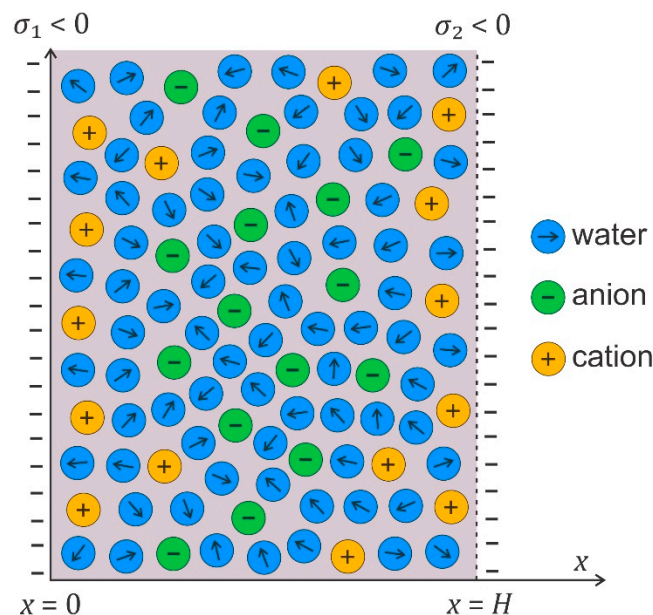 σ₁ < 0
σ₂ < 0
water
anion
cation
x
x = 0
x = H